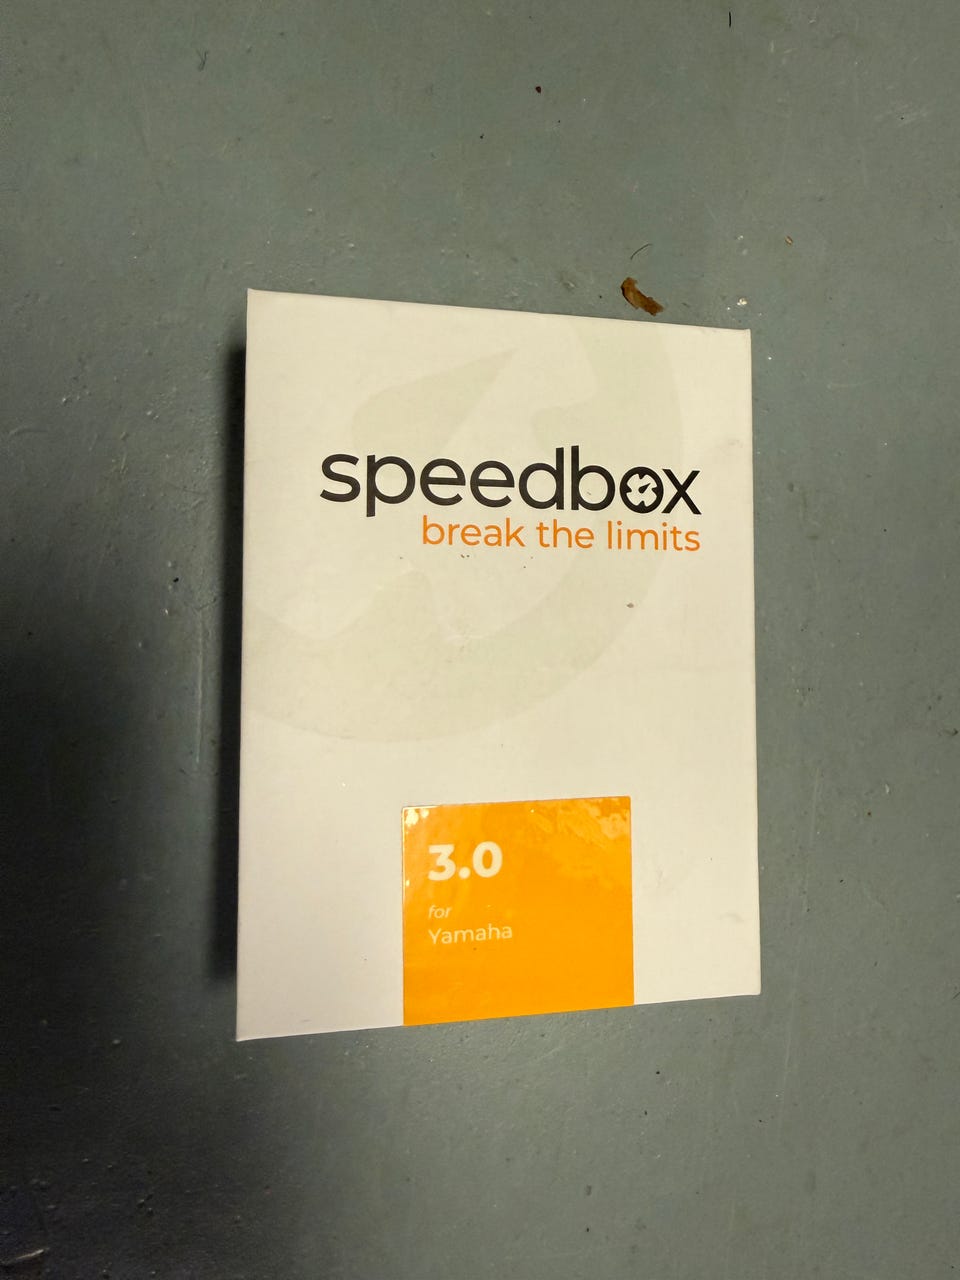 speedbox
break the limits
3.0
for
Yamaha